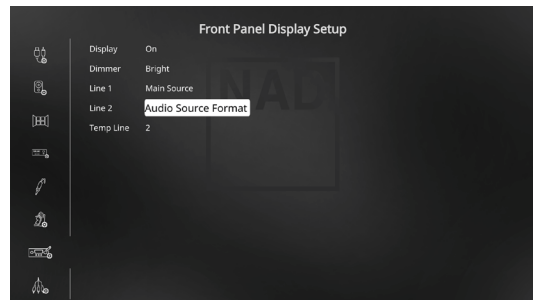 Front Panel Display Setup
Display On
Dimmer Bright
Line 1 Main Source
Line 2 Audio Source Format
Temp Line 2
NAD